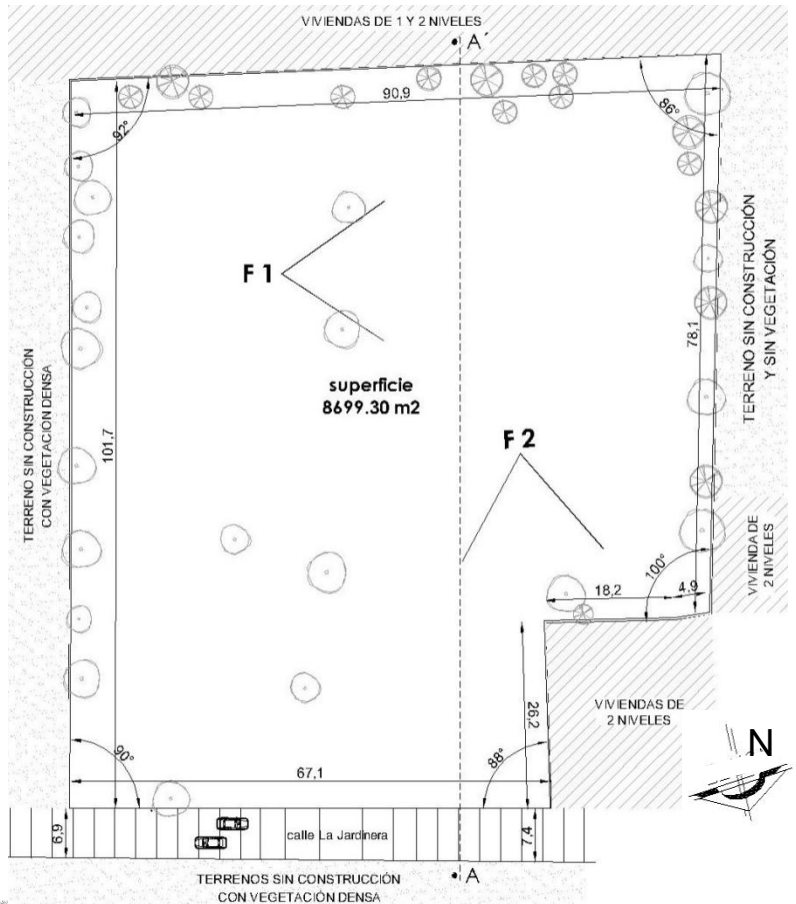 VIVIENDAS DE 1 Y 2 NIVELES
A´
90,9
92°
86°
F 1
TERRENO SIN CONSTRUCCIÓN
Y SIN VEGETACIÓN
78,1
superficie
8699.30 m2
TERRENO SIN CONSTRUCCIÓN
CON VEGETACIÓN DENSA
101,7
F 2
VIVIENDA DE
2 NIVELES
100°
18,2
4,9
26,2
VIVIENDAS DE
2 NIVELES
N
90°
88°
67,1
6,9
calle La Jardinera
7,4
TERRENOS SIN CONSTRUCCIÓN
CON VEGETACIÓN DENSA
A